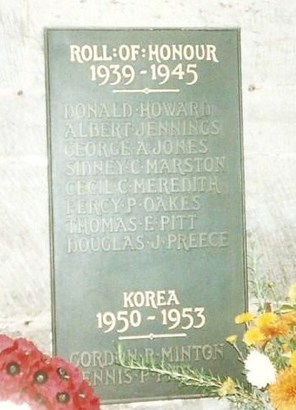 ROLL:OF:HONOUR
1939-1945
DONALD·HOWARD
ALBERT·JENNINGS
GEORGE·A·JONES
SIDNEY·C·MARSTON
CECIL·C·MEREDITH
PERCY·P·OAKES
THOMAS·E·PITT
DOUGLAS·J·PREECE
KOREA
1950-1953
GORDON·R·MINTON